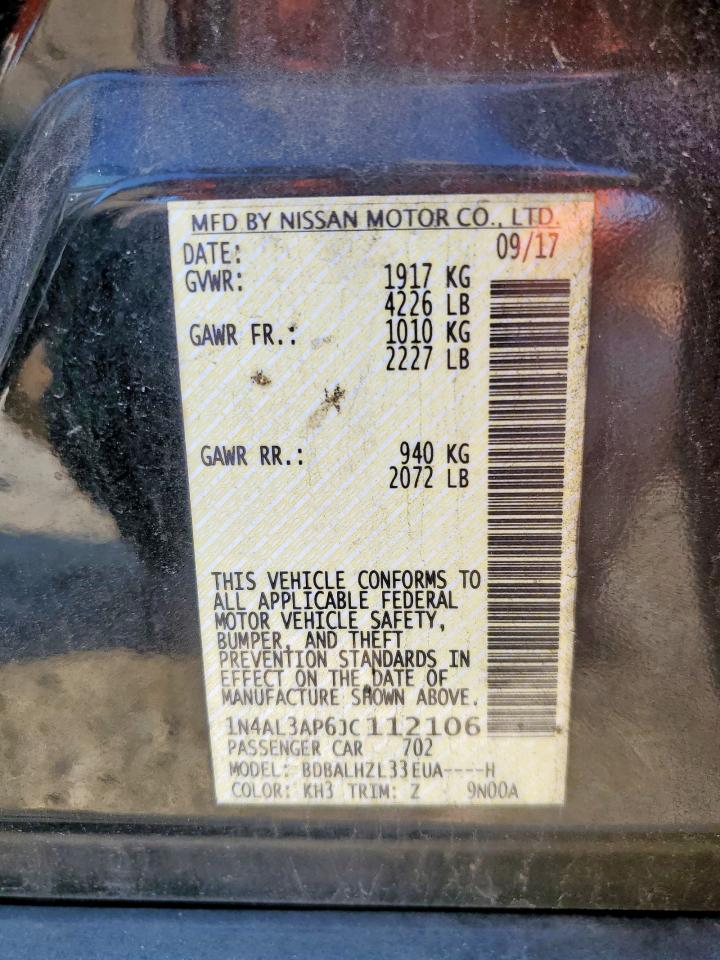 MFD BY NISSAN MOTOR CO., LTD.
DATE: 09/17
GVWR: 1917 KG
4226 LB
GAWR FR.: 1010 KG
2227 LB
GAWR RR.: 940 KG
2072 LB
THIS VEHICLE CONFORMS TO
ALL APPLICABLE FEDERAL
MOTOR VEHICLE SAFETY,
BUMPER, AND THEFT
PREVENTION STANDARDS IN
EFFECT ON THE DATE OF
MANUFACTURE SHOWN ABOVE.
1N4AL3AP6JC112106
PASSENGER CAR 702
MODEL: BDBALHZL33EUA----H
COLOR: KH3 TRIM: Z 9N00A